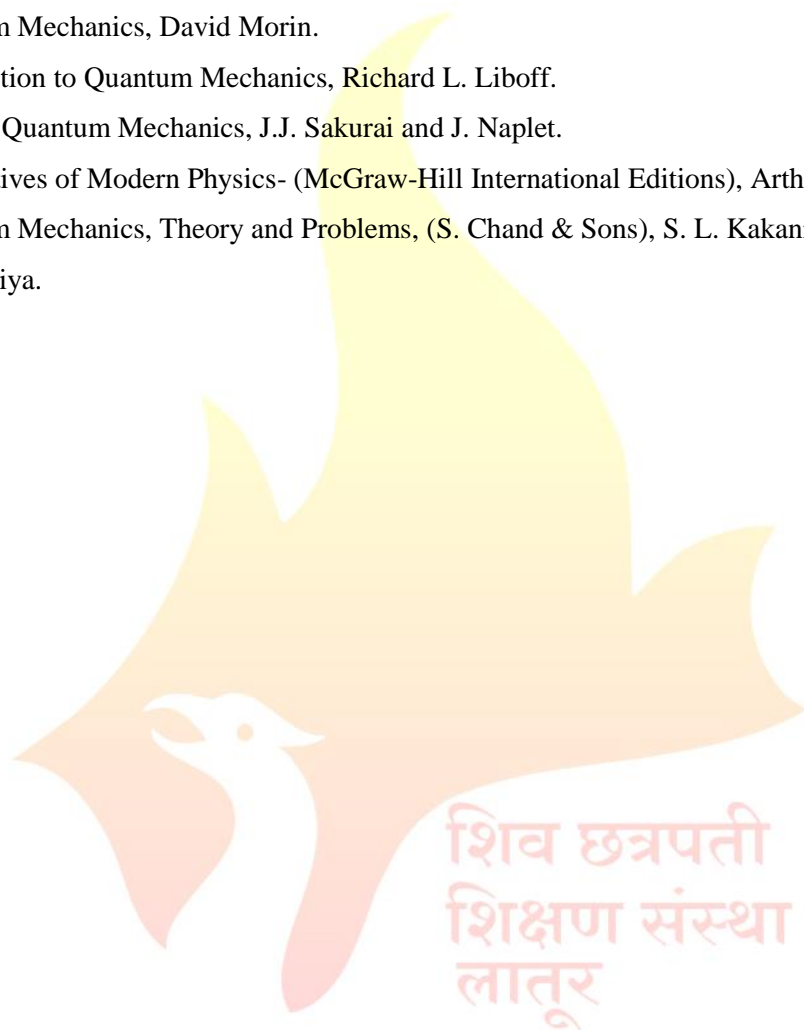 m Mechanics, David Morin.
tion to Quantum Mechanics, Richard L. Liboff.
Quantum Mechanics, J.J. Sakurai and J. Naplet.
ives of Modern Physics- (McGraw-Hill International Editions), Arth
m Mechanics, Theory and Problems, (S. Chand & Sons), S. L. Kakan
iya.
शिव छत्रपती
शिक्षण संस्था
लातूर